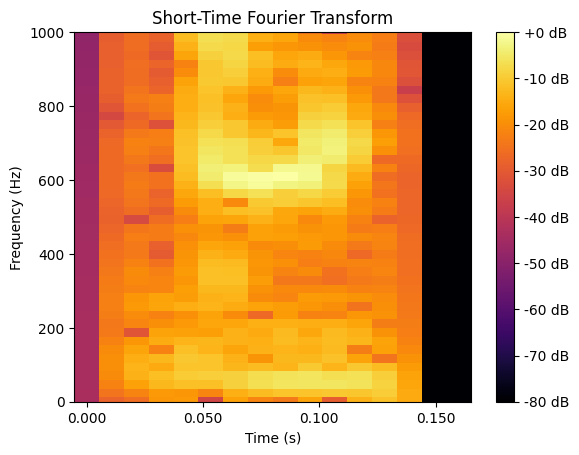 Short-Time Fourier Transform
1000
800
600
400
200
0
Frequency (Hz)
0.000
0.050
0.100
0.150
Time (s)
+0 dB
-10 dB
-20 dB
-30 dB
-40 dB
-50 dB
-60 dB
-70 dB
-80 dB